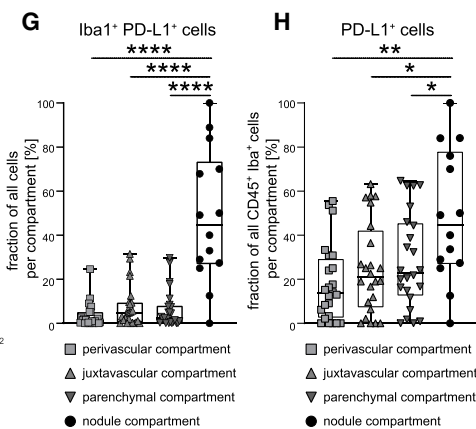 G Iba1⁺ PD-L1⁺ cells
****
****
****
fraction of all cells
per compartment [%]
100
80
60
40
20
0
2
perivascular compartment
juxtavascular compartment
parenchymal compartment
nodule compartment
H PD-L1⁺ cells
**
*
*
fraction of all CD45⁺ Iba⁺ cells
per compartment [%]
100
80
60
40
20
0
perivascular compartment
juxtavascular compartment
parenchymal compartment
nodule compartment